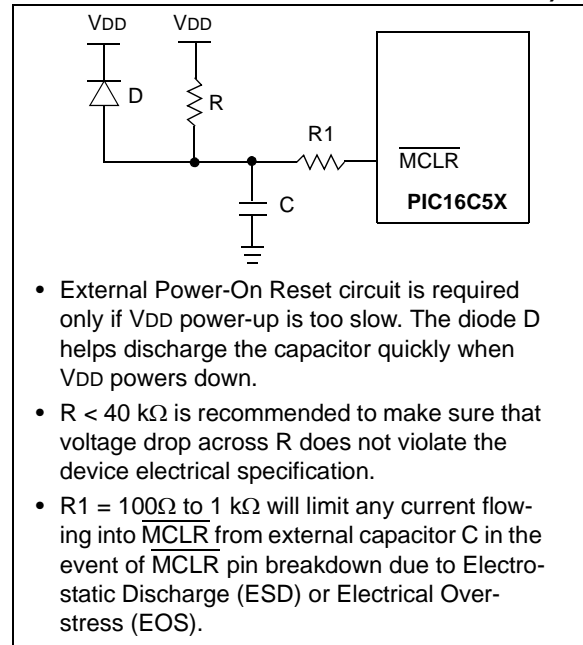 VDD VDD
D
R
R1
MCLR
PIC16C5X
C
• External Power-On Reset circuit is required
only if VDD power-up is too slow. The diode D
helps discharge the capacitor quickly when
VDD powers down.
• R < 40 kΩ is recommended to make sure that
voltage drop across R does not violate the
device electrical specification.
• R1 = 100Ω to 1 kΩ will limit any current flow-
ing into MCLR from external capacitor C in the
event of MCLR pin breakdown due to Electro-
static Discharge (ESD) or Electrical Over-
stress (EOS).